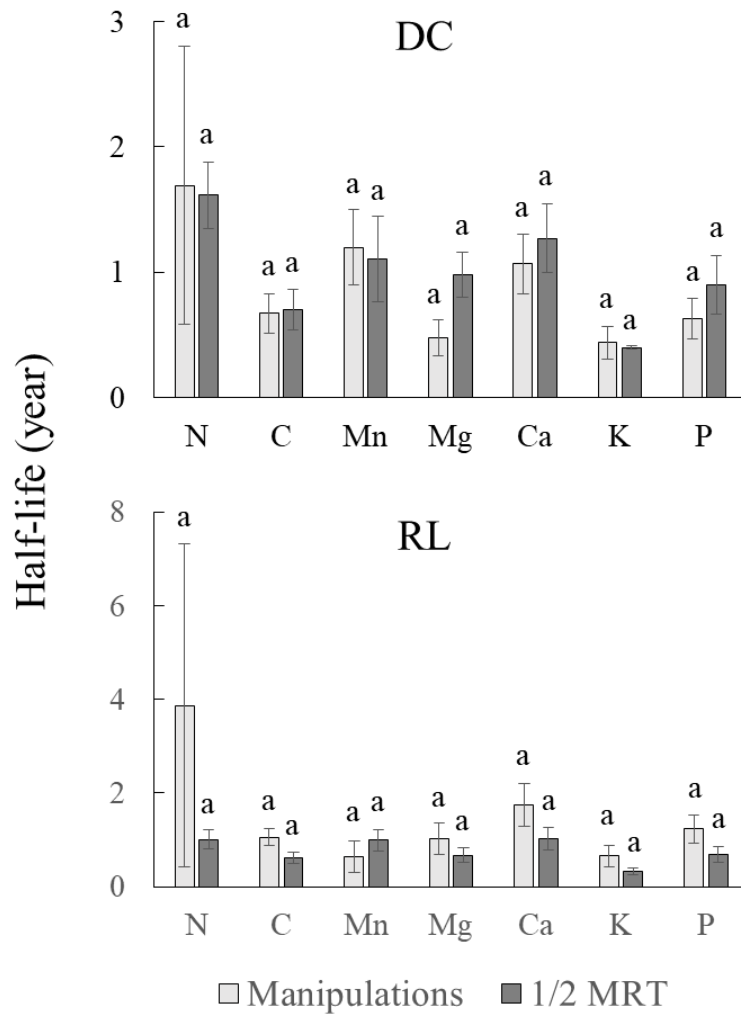 Half-life (year)
DC
3
2
1
0
a a a a a a a a a a a a a a
N C Mn Mg Ca K P
RL
8
6
4
2
0
a a a a a a a a a a a a a a
N C Mn Mg Ca K P
Manipulations 1/2 MRT